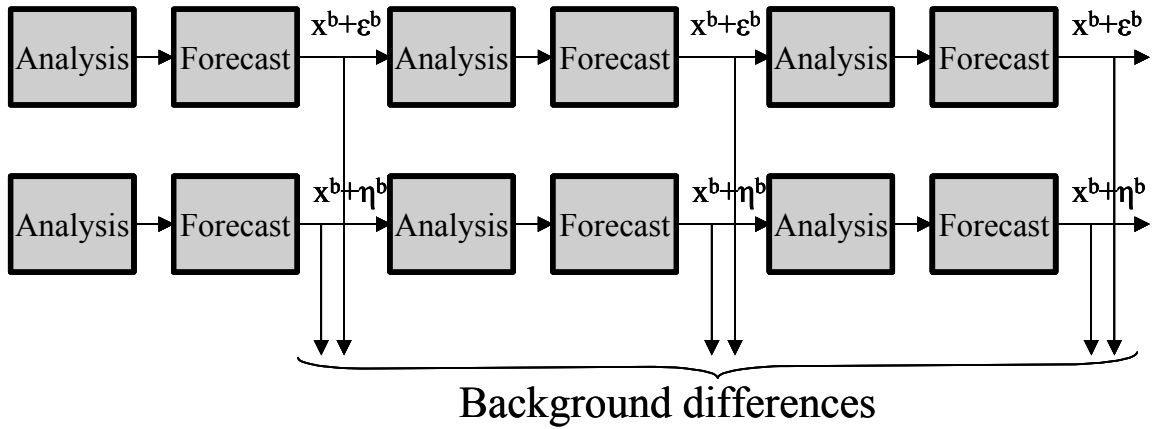 x^b+ε^b x^b+ε^b x^b+ε^b
Analysis Forecast Analysis Forecast Analysis Forecast
x^b+η^b x^b+η^b x^b+η^b
Analysis Forecast Analysis Forecast Analysis Forecast
Background differences